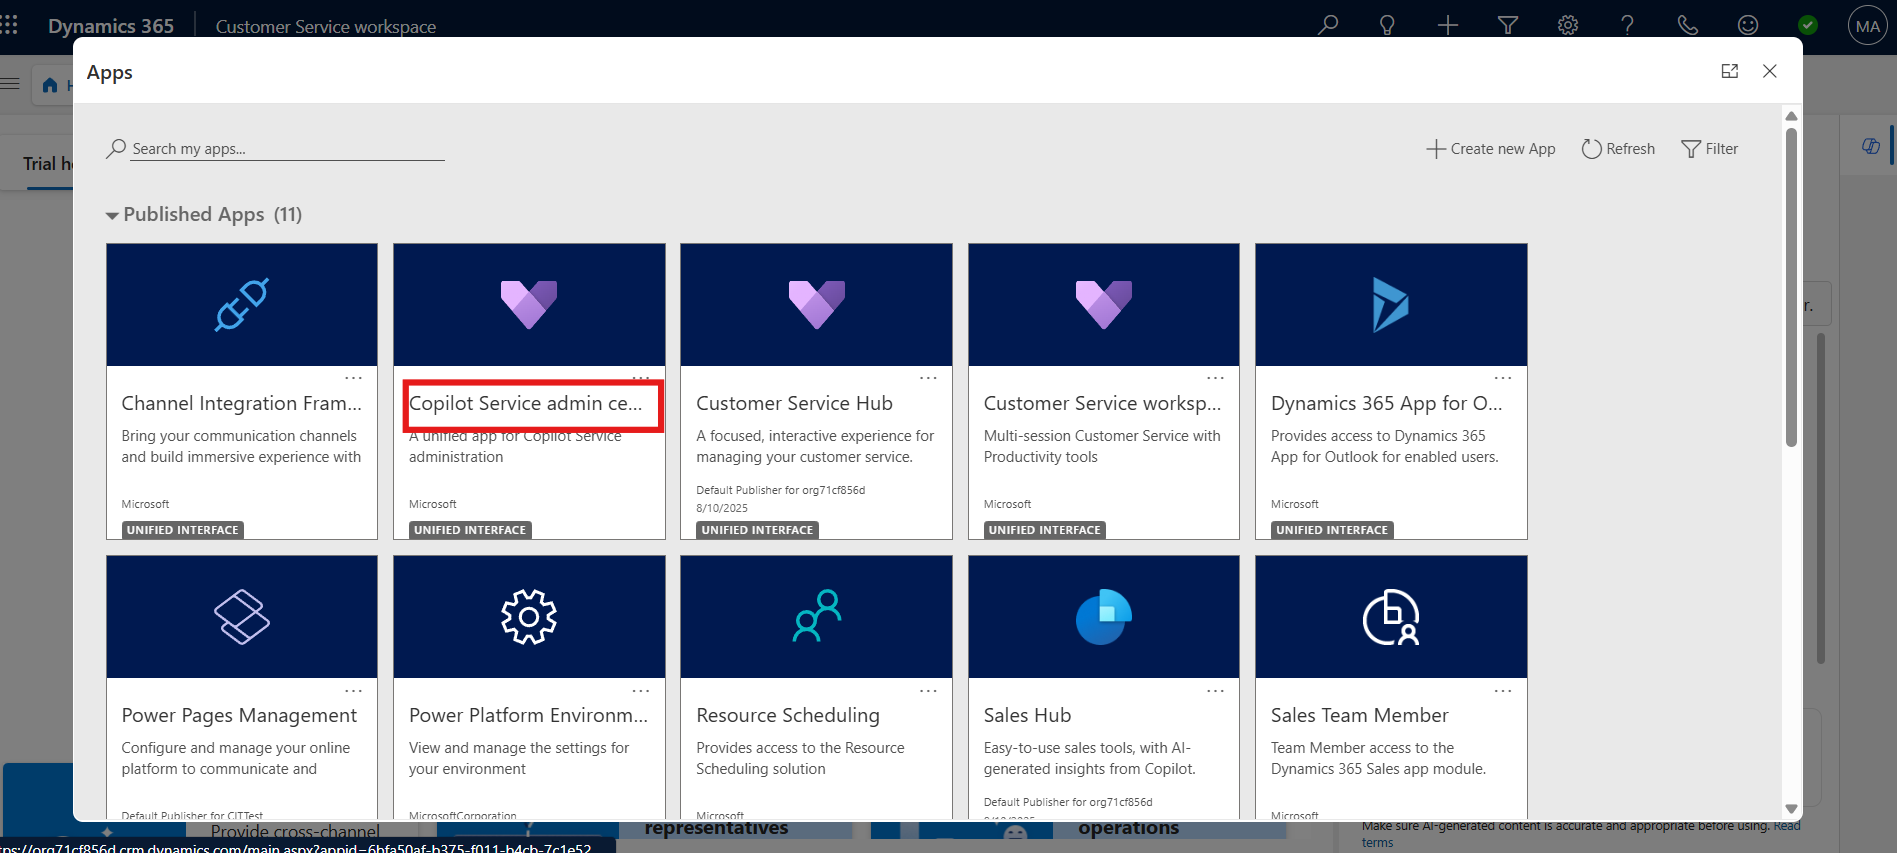 Dynamics 365
Customer Service workspace
MA
Apps
Search my apps...
Create new App
Refresh
Filter
Trial h
Published Apps (11)
Channel Integration Fram...
Bring your communication channels
and build immersive experience with
Microsoft
UNIFIED INTERFACE
Copilot Service admin ce...
A unified app for Copilot Service
administration
Microsoft
UNIFIED INTERFACE
Customer Service Hub
A focused, interactive experience for
managing your customer service.
Default Publisher for org71cf856d
8/10/2025
UNIFIED INTERFACE
Customer Service worksp...
Multi-session Customer Service with
Productivity tools
Microsoft
UNIFIED INTERFACE
Dynamics 365 App for O...
Provides access to Dynamics 365
App for Outlook for enabled users.
Microsoft
UNIFIED INTERFACE
r.
Power Pages Management
Configure and manage your online
platform to communicate and
Default Publisher for CITTest
Power Platform Environm...
View and manage the settings for
your environment
MicrosoftCorporation
Resource Scheduling
Provides access to the Resource
Scheduling solution
Microsoft
Sales Hub
Easy-to-use sales tools, with AI-
generated insights from Copilot.
Default Publisher for org71cf856d
8/10/2025
Sales Team Member
Team Member access to the
Dynamics 365 Sales app module.
Microsoft
Provide cross-channel
representatives
operations
Make sure AI-generated content is accurate and appropriate before using. Read
terms
tps://org71cf856d.crm.dynamics.com/main.aspx?appid=6bfa50af-b375-f011-b4cb-7c1e52